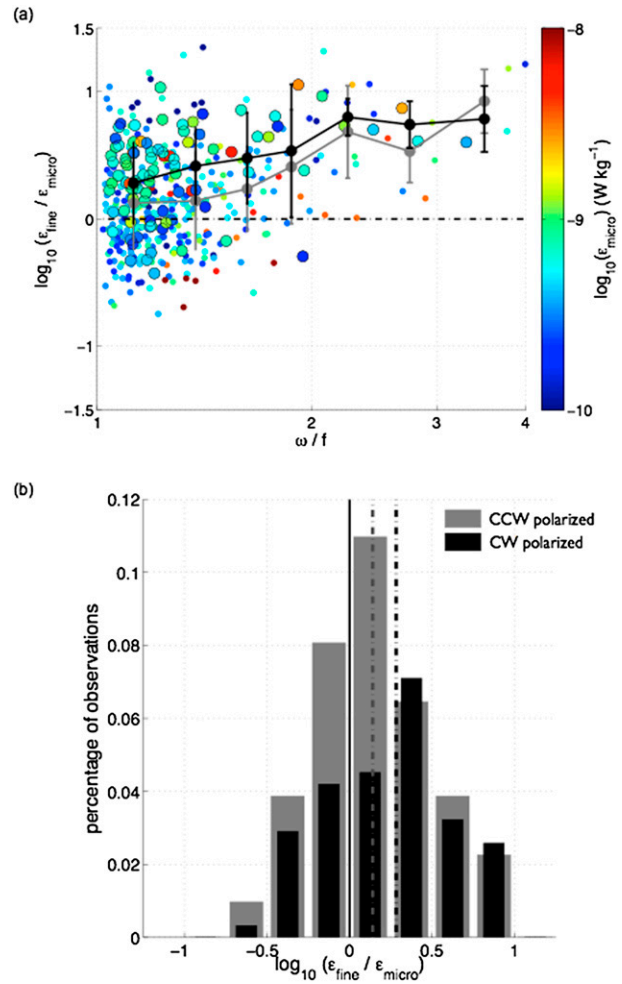 (a)
1.5
1
0
−1
−1.5
log10 (εfine / εmicro)
1
2
3
4
ω / f
−8
−9
−10
log10(εmicro) (W kg−1)
(b)
0.12
0.1
0.08
0.06
0.04
0.02
0
percentage of observations
CCW polarized
CW polarized
−1
−0.5
0
0.5
1
log10 (εfine / εmicro)